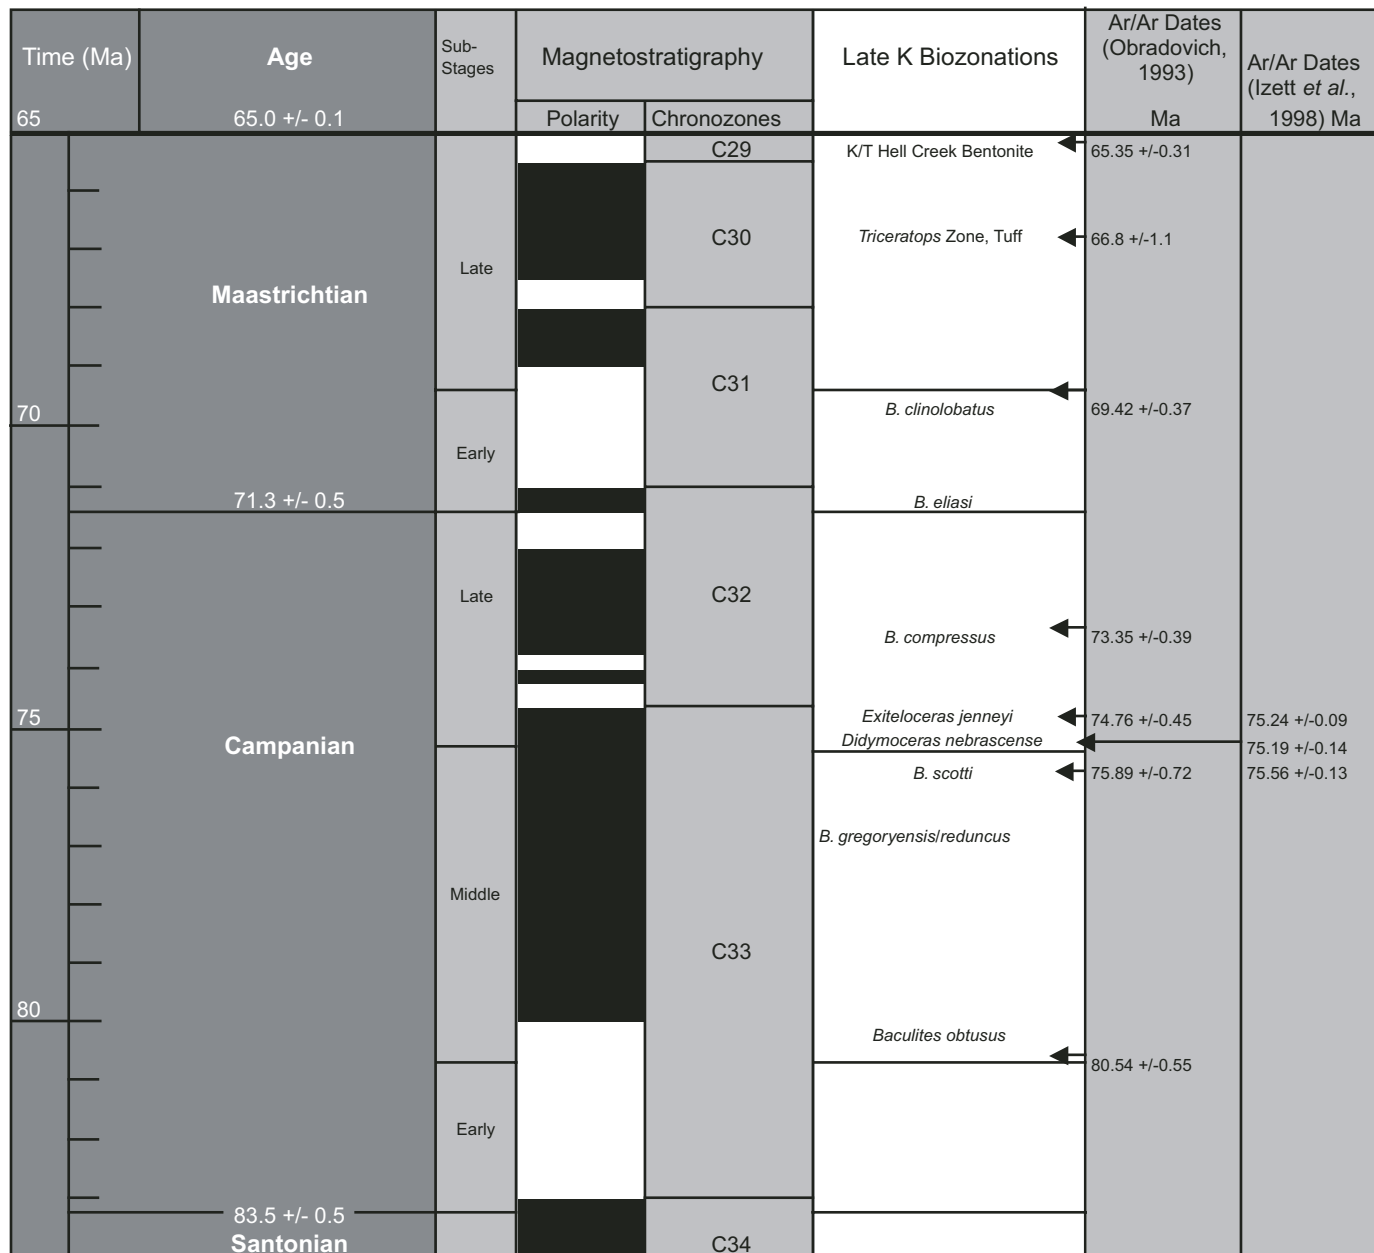 Time (Ma)
65
Age
65.0 +/- 0.1
Sub-
Stages
Magnetostratigraphy
Polarity
Chronozones
Late K Biozonations
Ar/Ar Dates
(Obradovich,
1993)
Ma
Ar/Ar Dates
(Izett et al.,
1998) Ma
C29
K/T Hell Creek Bentonite
65.35 +/-0.31
C30
Triceratops Zone, Tuff
66.8 +/-1.1
Late
Maastrichtian
C31
70
B. clinolobatus
69.42 +/-0.37
Early
71.3 +/- 0.5
B. eliasi
Late
C32
B. compressus
73.35 +/-0.39
75
Exiteloceras jenneyi
74.76 +/-0.45
75.24 +/-0.09
Campanian
Didymoceras nebrascense
75.19 +/-0.14
B. scotti
75.89 +/-0.72
75.56 +/-0.13
B. gregoryensis/reduncus
Middle
C33
80
Baculites obtusus
80.54 +/-0.55
Early
83.5 +/- 0.5
Santonian
C34